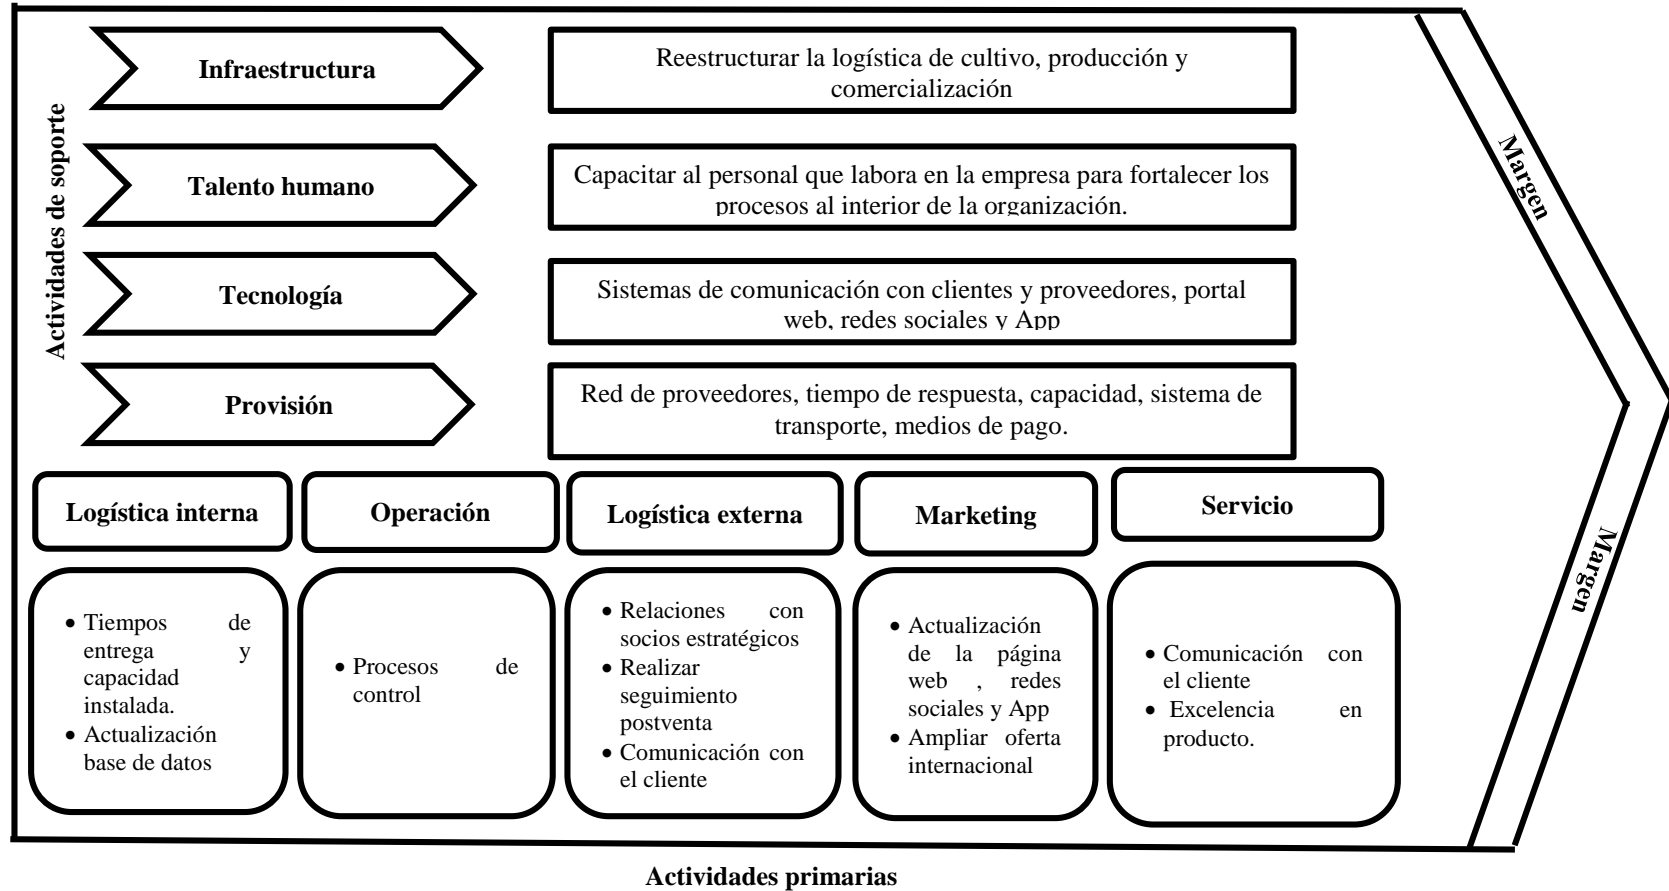 Actividades de soporte
Infraestructura
Reestructurar la logística de cultivo, producción y
comercialización
Talento humano
Capacitar al personal que labora en la empresa para fortalecer los
procesos al interior de la organización.
Tecnología
Sistemas de comunicación con clientes y proveedores, portal
web, redes sociales y App
Provisión
Red de proveedores, tiempo de respuesta, capacidad, sistema de
transporte, medios de pago.
Margen
Margen
Logística interna
Operación
Logística externa
Marketing
Servicio
• Tiempos de
entrega y
capacidad
instalada.
• Actualización
base de datos
• Procesos de
control
• Relaciones con
socios estratégicos
• Realizar
seguimiento
postventa
• Comunicación con
el cliente
• Actualización
de la página
web , redes
sociales y App
• Ampliar oferta
internacional
• Comunicación con
el cliente
• Excelencia en
producto.
Actividades primarias